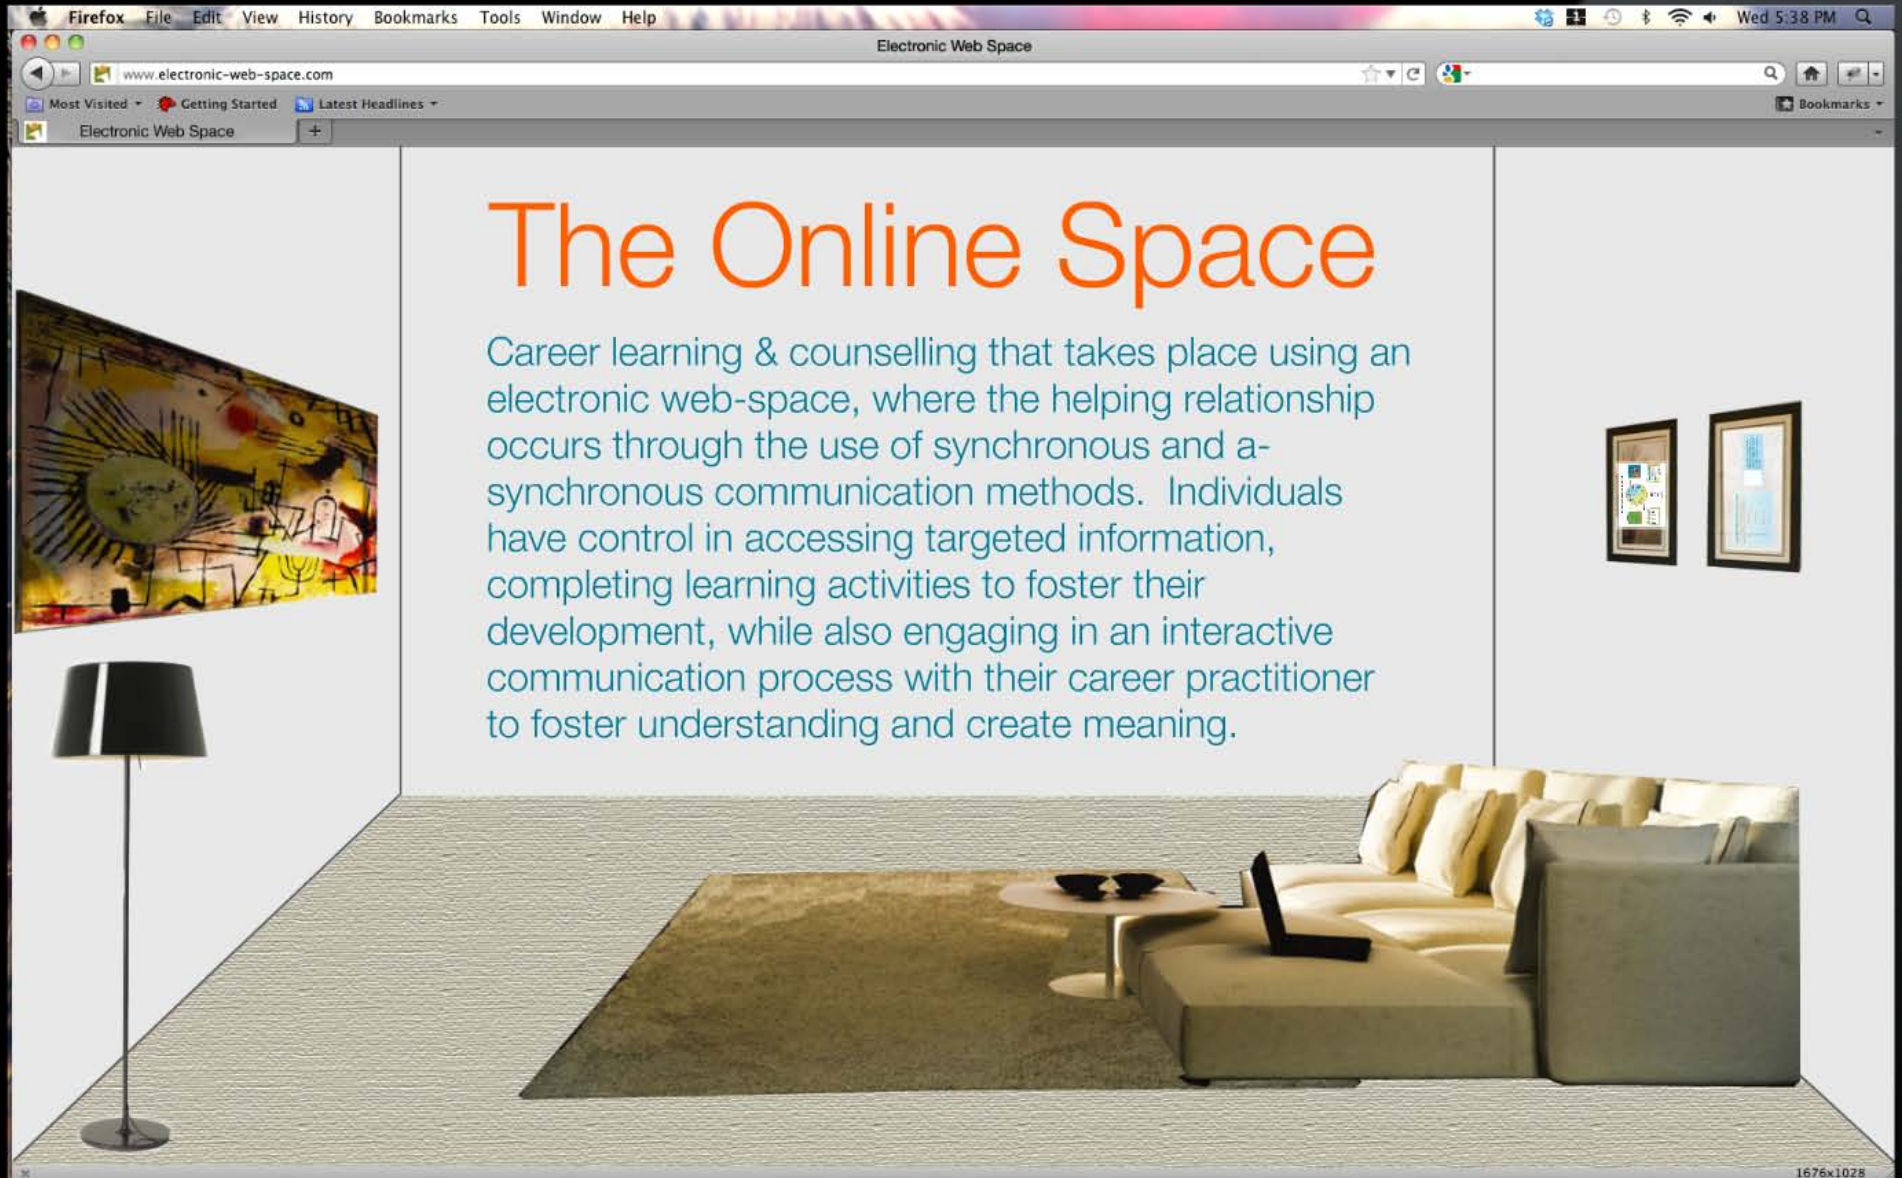 Firefox File Edit View History Bookmarks Tools Window Help
1 Wed 5:38 PM
Electronic Web Space
www.electronic-web-space.com
Most Visited Getting Started Latest Headlines Bookmarks
Electronic Web Space +
The Online Space
Career learning & counselling that takes place using an
electronic web-space, where the helping relationship
occurs through the use of synchronous and a-
synchronous communication methods. Individuals
have control in accessing targeted information,
completing learning activities to foster their
development, while also engaging in an interactive
communication process with their career practitioner
to foster understanding and create meaning.
1676x1028